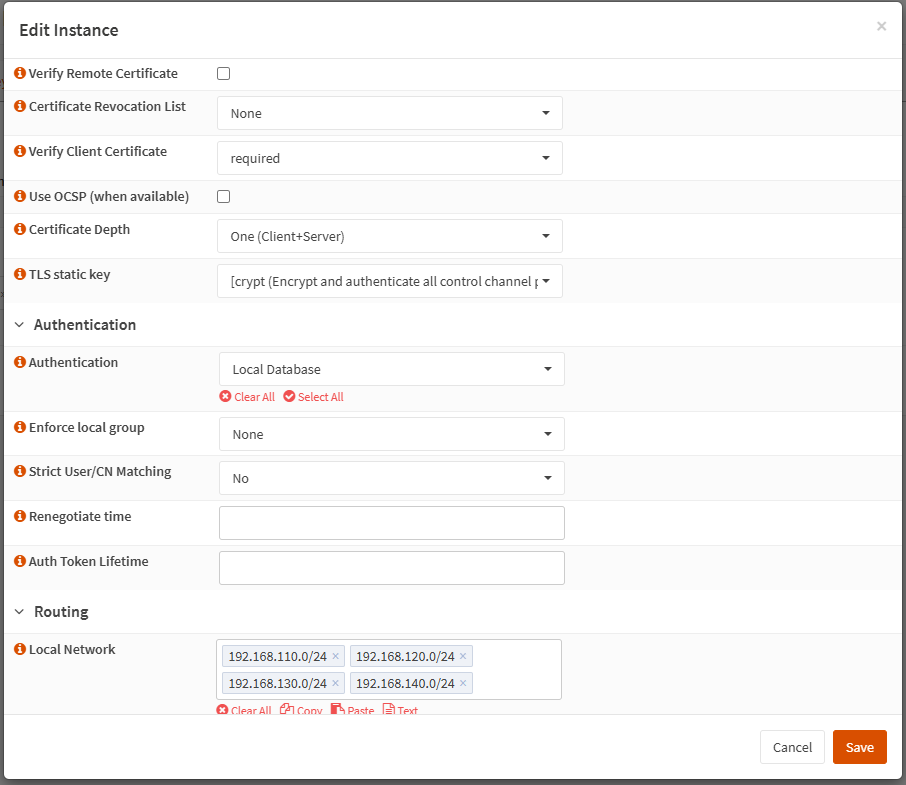 Edit Instance ×
Verify Remote Certificate
Certificate Revocation List None
Verify Client Certificate required
Use OCSP (when available)
Certificate Depth One (Client+Server)
TLS static key [crypt (Encrypt and authenticate all control channel p
Authentication
Authentication Local Database
Clear All Select All
Enforce local group None
Strict User/CN Matching No
Renegotiate time
Auth Token Lifetime
Routing
Local Network 192.168.110.0/24 × 192.168.120.0/24 ×
192.168.130.0/24 × 192.168.140.0/24 ×
Clear All Copy Paste Text
Cancel Save